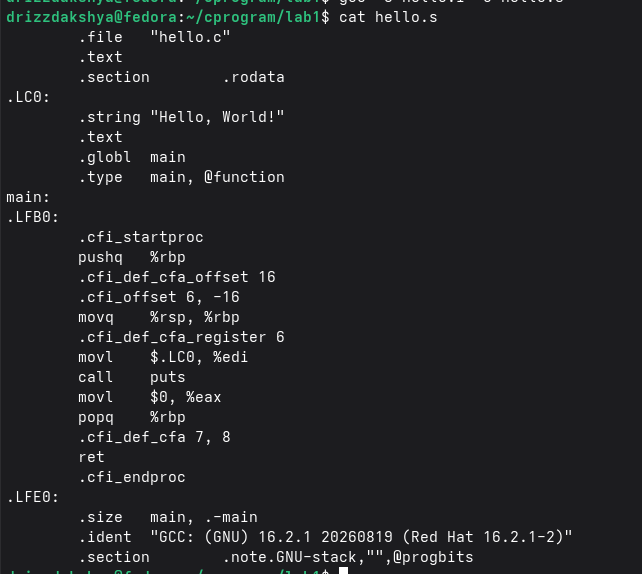 drizzdakshya@fedora:~/cprogram/lab1$ cat hello.s
        .file   "hello.c"
        .text
        .section        .rodata
.LC0:
        .string "Hello, World!"
        .text
        .globl  main
        .type   main, @function
main:
.LFB0:
        .cfi_startproc
        pushq   %rbp
        .cfi_def_cfa_offset 16
        .cfi_offset 6, -16
        movq    %rsp, %rbp
        .cfi_def_cfa_register 6
        movl    $.LC0, %edi
        call    puts
        movl    $0, %eax
        popq    %rbp
        .cfi_def_cfa 7, 8
        ret
        .cfi_endproc
.LFE0:
        .size   main, .-main
        .ident  "GCC: (GNU) 16.2.1 20260819 (Red Hat 16.2.1-2)"
        .section        .note.GNU-stack,"",@progbits